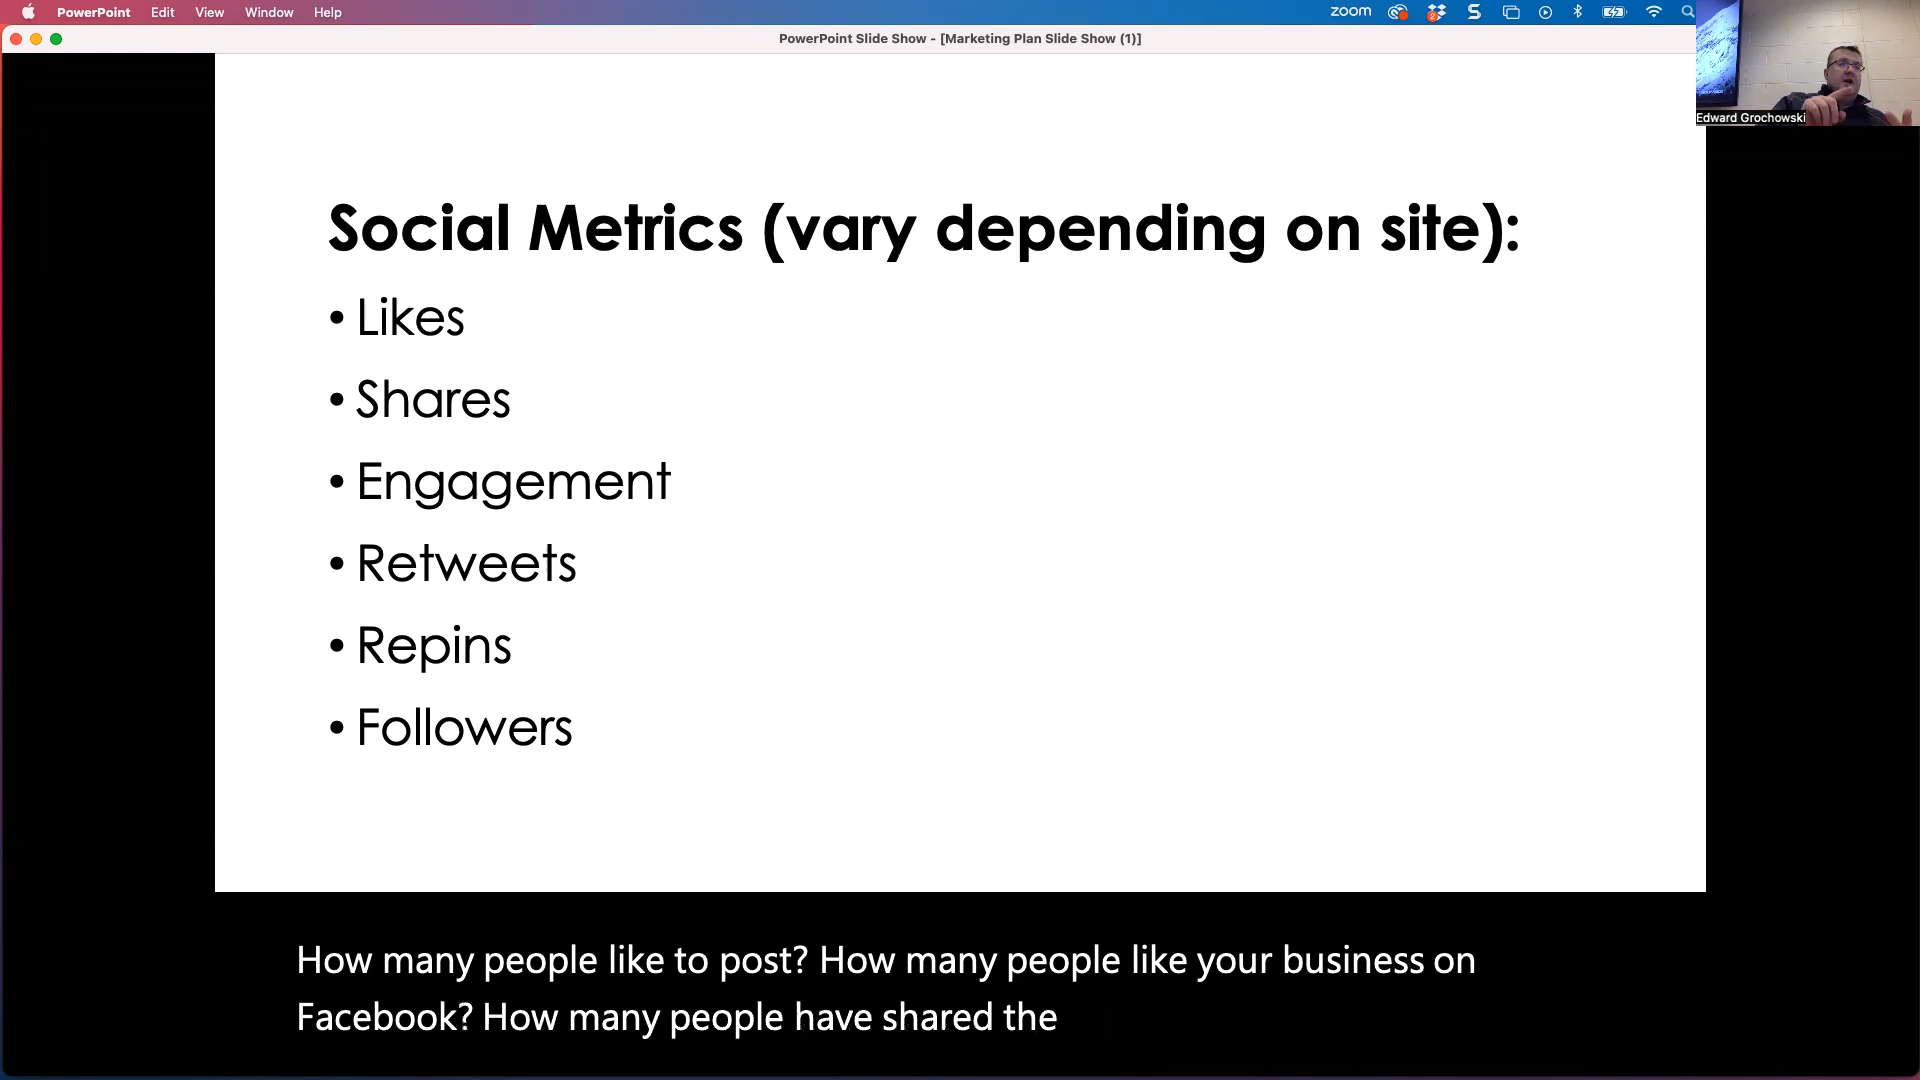 PowerPoint Edit View Window Help zoom
PowerPoint Slide Show - [Marketing Plan Slide Show (1)]
Edward Grochowski
Social Metrics (vary depending on site):
• Likes
• Shares
• Engagement
• Retweets
• Repins
• Followers
How many people like to post? How many people like your business on
Facebook? How many people have shared the